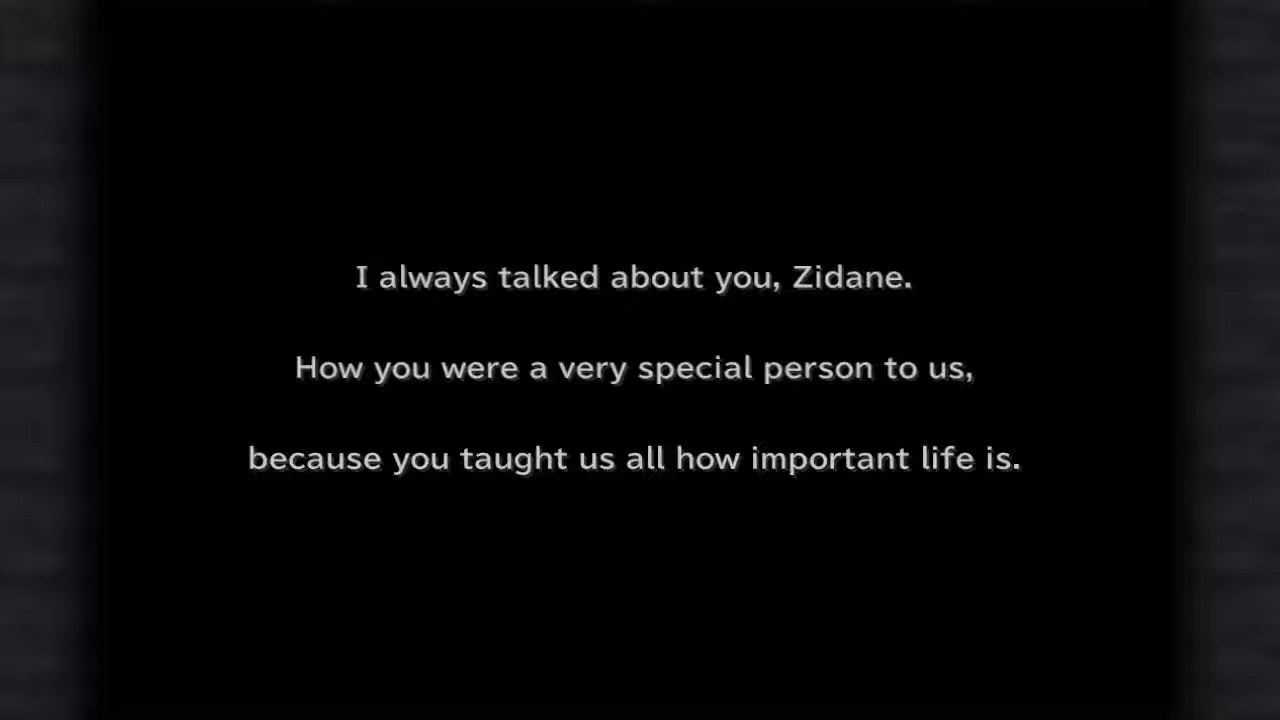 I always talked about you, Zidane.
How you were a very special person to us,
because you taught us all how important life is.